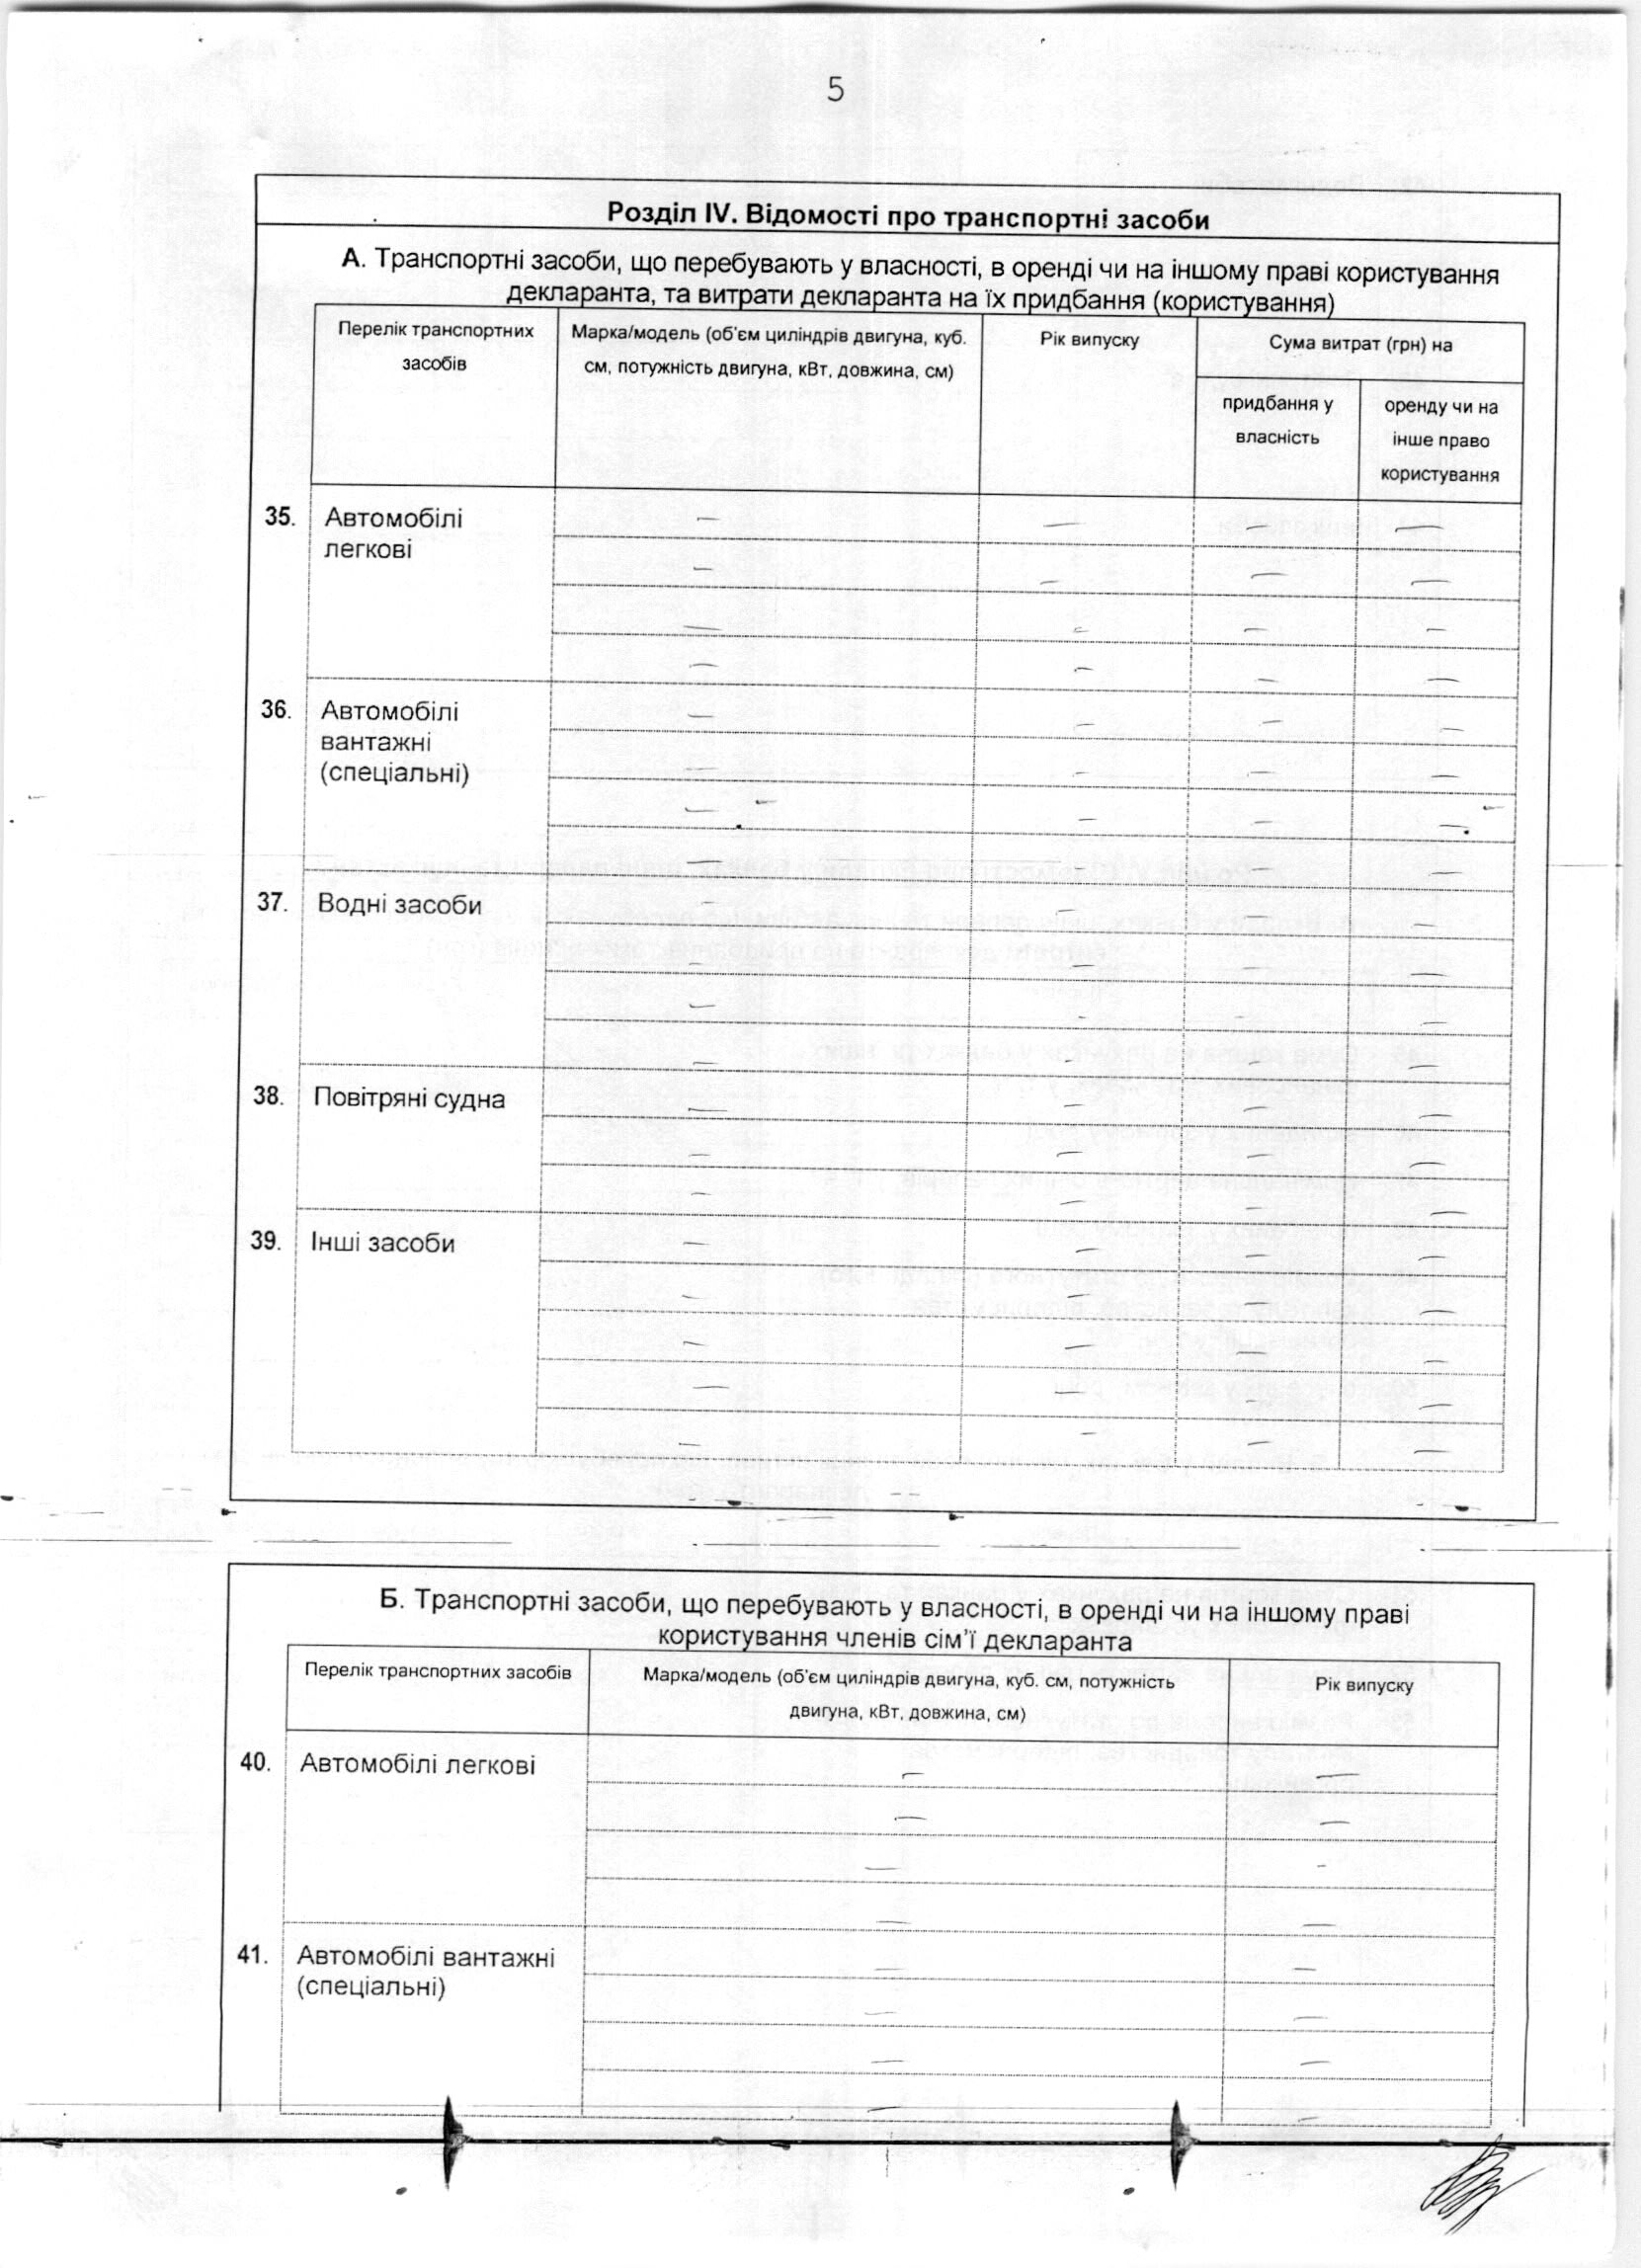 5
Розділ IV. Відомості про транспортні засоби
А. Транспортні засоби, що перебувають у власності, в оренді чи на іншому праві користування
декларанта, та витрати декларанта на їх придбання (користування)
Перелік транспортних
засобів
Марка/модель (об'єм циліндрів двигуна, куб.
см, потужність двигуна, кВт, довжина, см)
Рік випуску
Сума витрат (грн) на
придбання у
власність
оренду чи на
інше право
користування
35. Автомобілі
легкові
— — — —
— — — —
— — — —
— — — —
36. Автомобілі
вантажні
(спеціальні)
— — — —
— — — —
— — — —
— — — —
37. Водні засоби
— — — —
— — — —
— — — —
— — — —
38. Повітряні судна
— — — —
— — — —
— — — —
39. Інші засоби
— — — —
— — — —
— — — —
— — — —
— — — —
Б. Транспортні засоби, що перебувають у власності, в оренді чи на іншому праві
користування членів сім'ї декларанта
Перелік транспортних засобів
Марка/модель (об'єм циліндрів двигуна, куб. см, потужність
двигуна, кВт, довжина, см)
Рік випуску
40. Автомобілі легкові
— —
— —
— —
— —
41. Автомобілі вантажні
(спеціальні)
— —
— —
— —
— —